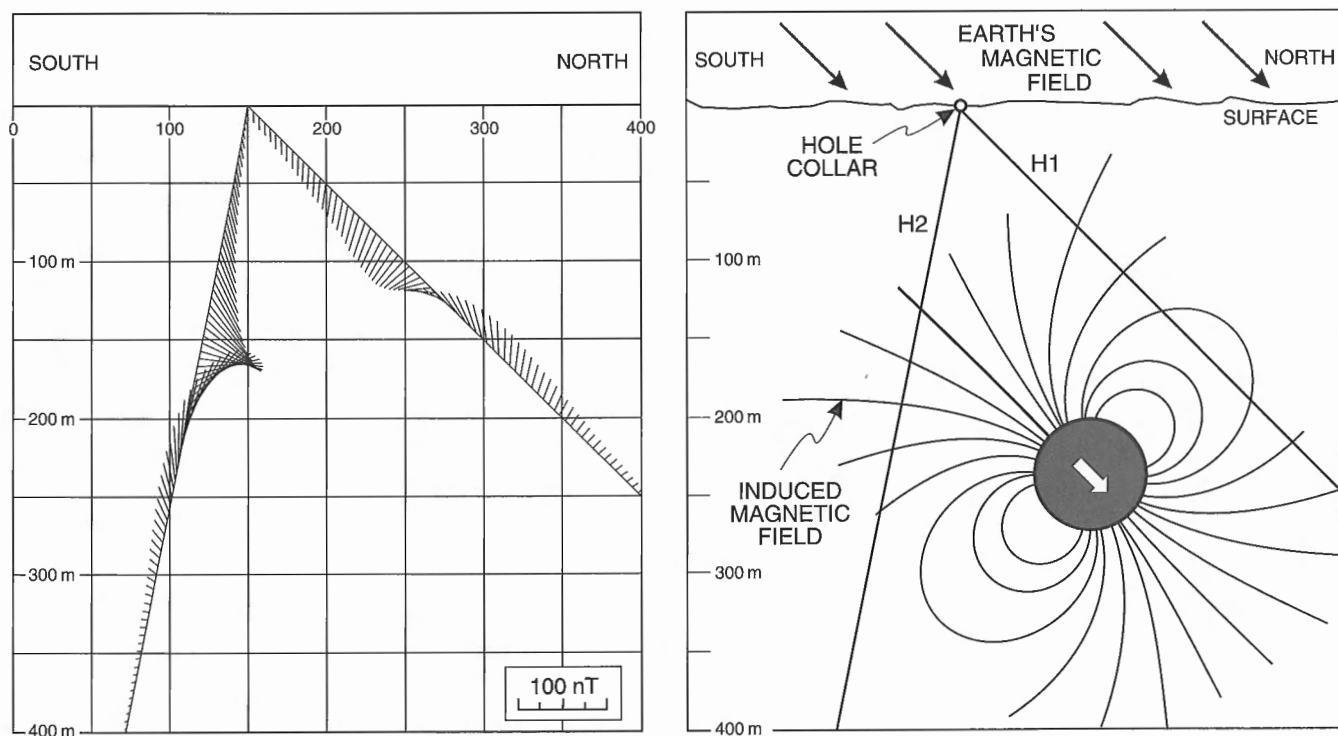 SOUTH
NORTH
0
100
200
300
400
100 m
200 m
300 m
400 m
100 nT
SOUTH
EARTH'S
MAGNETIC
FIELD
NORTH
SURFACE
HOLE
COLLAR
H1
H2
100 m
200 m
INDUCED
MAGNETIC
FIELD
300 m
400 m